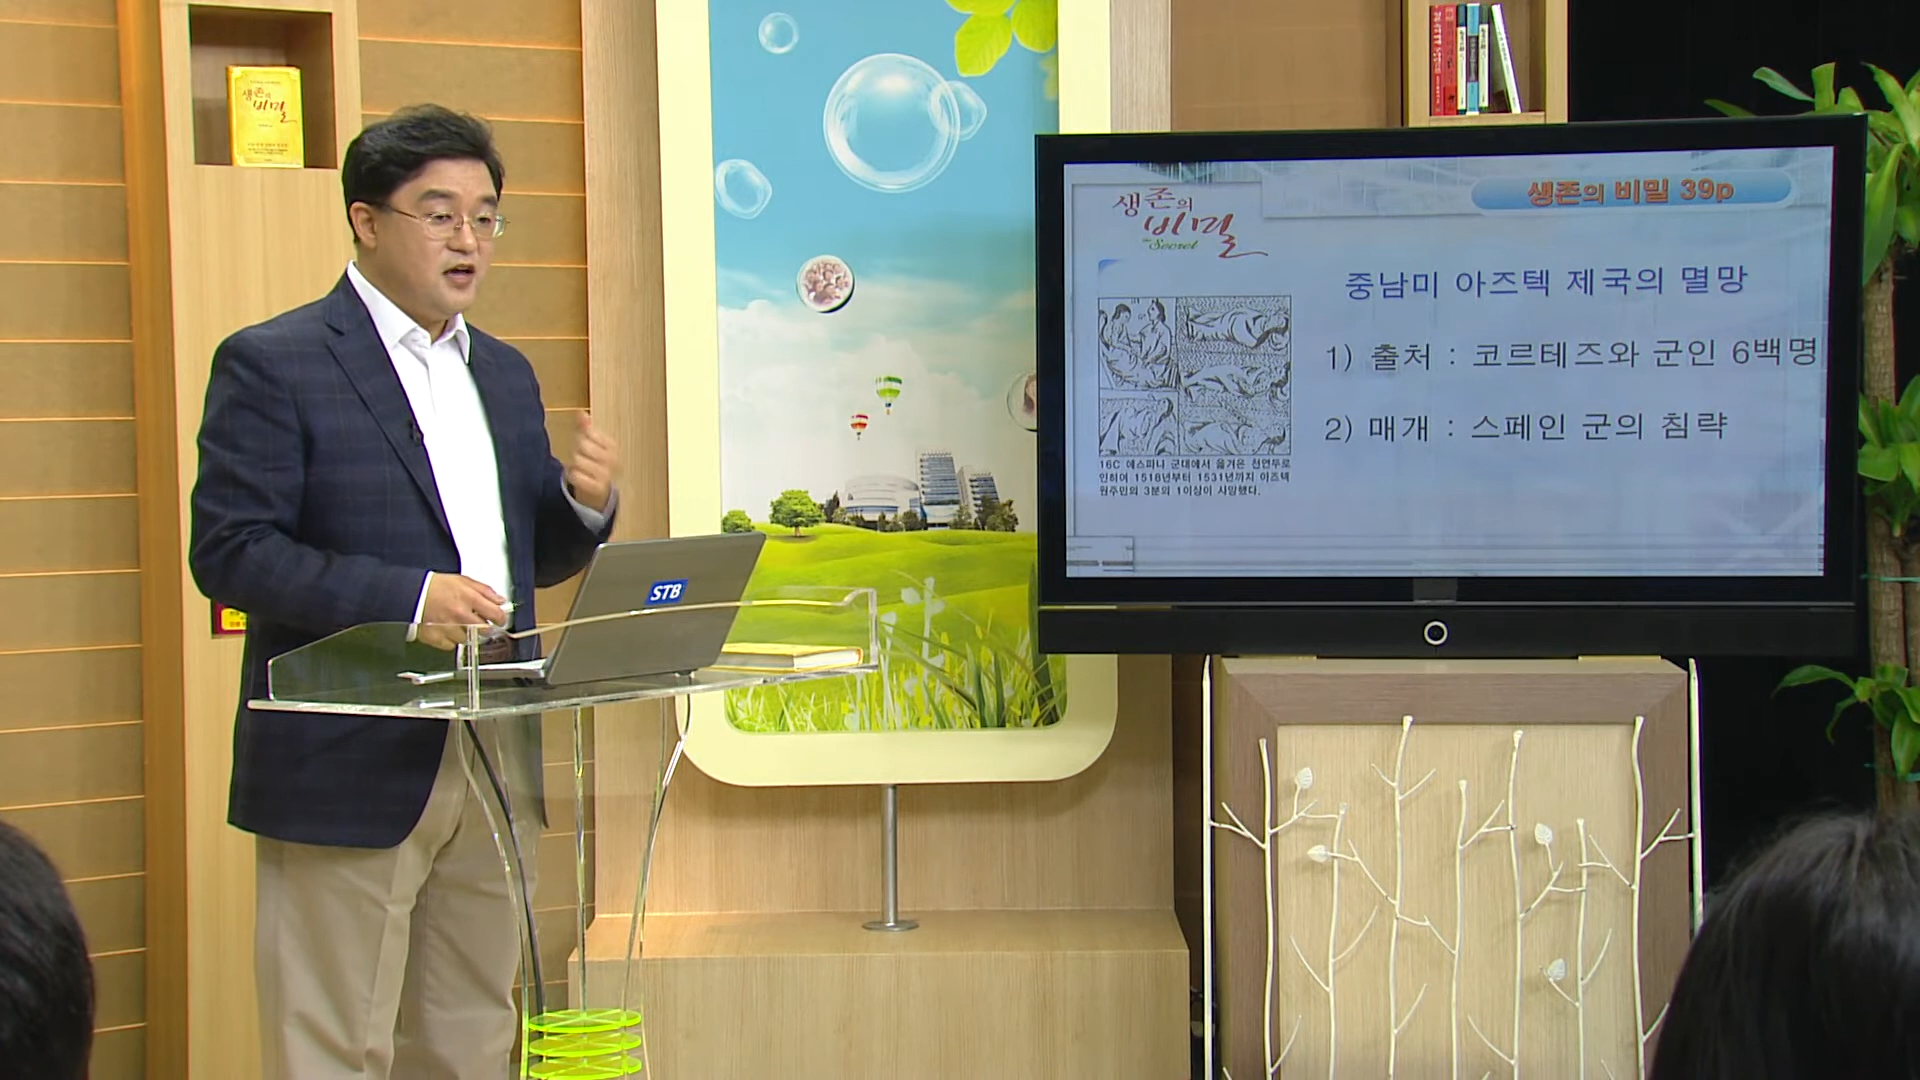 생존의
비밀
생존의 비밀 39p
생존의
비밀
Secret
중남미 아즈텍 제국의 멸망
1) 출처 : 코르테즈와 군인 6백명
2) 매개 : 스페인 군의 침략
16C 에스파냐 군대에서 옮겨온 천연두로
인하여 1518년부터 1531년까지 아즈텍
원주민의 3분의 1이상이 사망했다.
STB